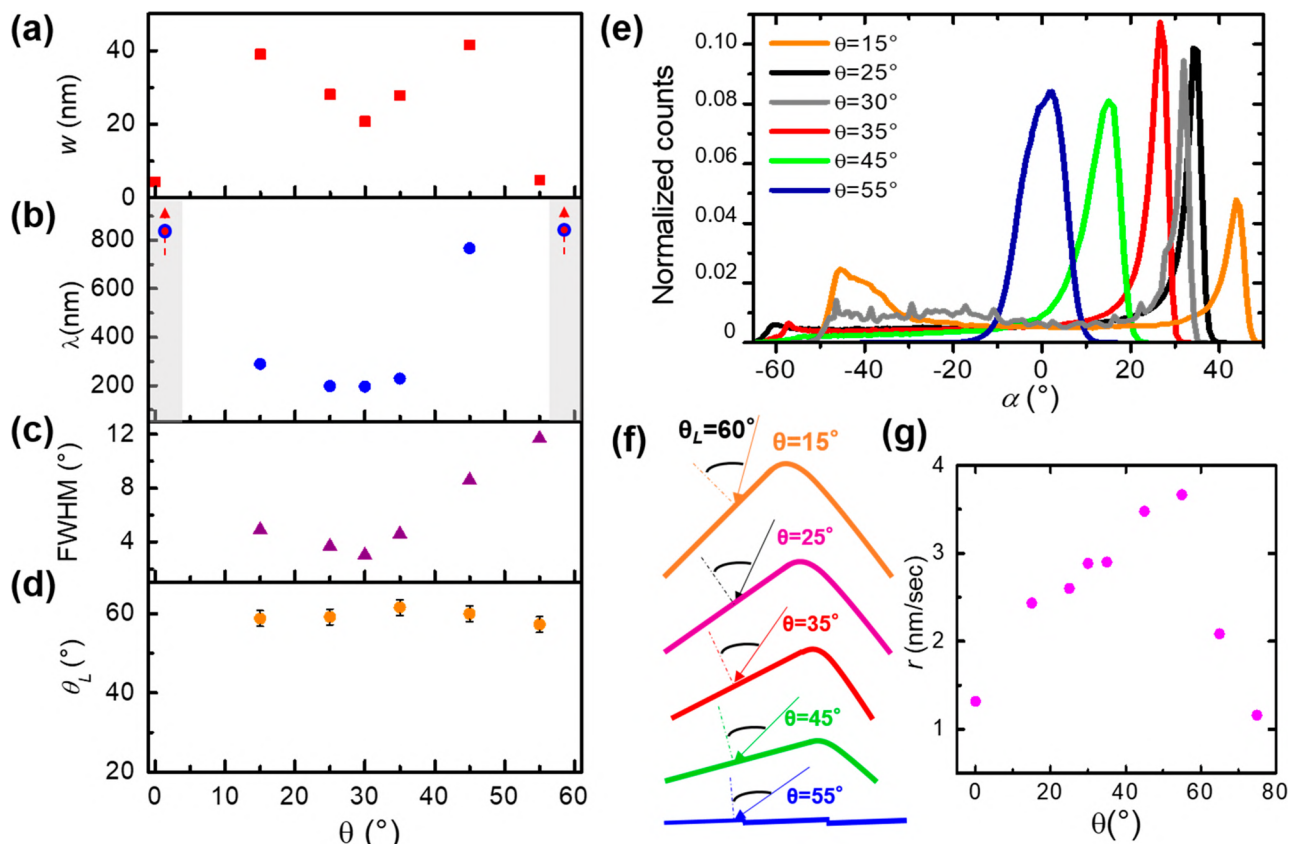 (a)
w (nm)
40
20
0
(b)
λ(nm)
800
600
400
200
(c)
FWHM (°)
12
8
4
(d)
θL (°)
60
40
20
0 10 20 30 40 50 60
θ (°)
(e)
Normalized counts
0.10
0.08
0.06
0.04
0.02
0
θ=15°
θ=25°
θ=30°
θ=35°
θ=45°
θ=55°
-60 -40 -20 0 20 40
α (°)
(f)
θL=60°
θ=15°
θ=25°
θ=35°
θ=45°
θ=55°
(g)
r (nm/sec)
4
3
2
1
0 20 40 60 80
θ(°)